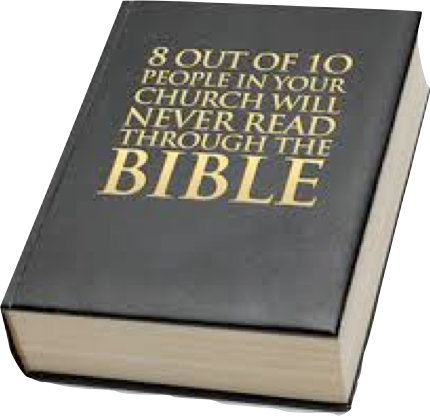 8 OUT OF 10
PEOPLE IN YOUR
CHURCH WILL
NEVER READ
THROUGH THE
BIBLE